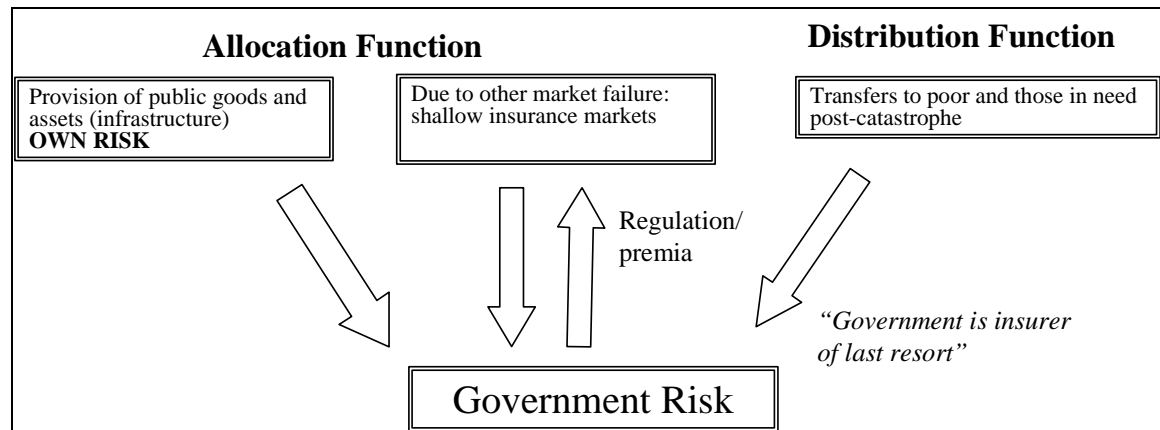 Allocation Function
Distribution Function
Provision of public goods and
assets (infrastructure)
OWN RISK
Due to other market failure:
shallow insurance markets
Transfers to poor and those in need
post-catastrophe
Regulation/
premia
“Government is insurer
of last resort”
Government Risk